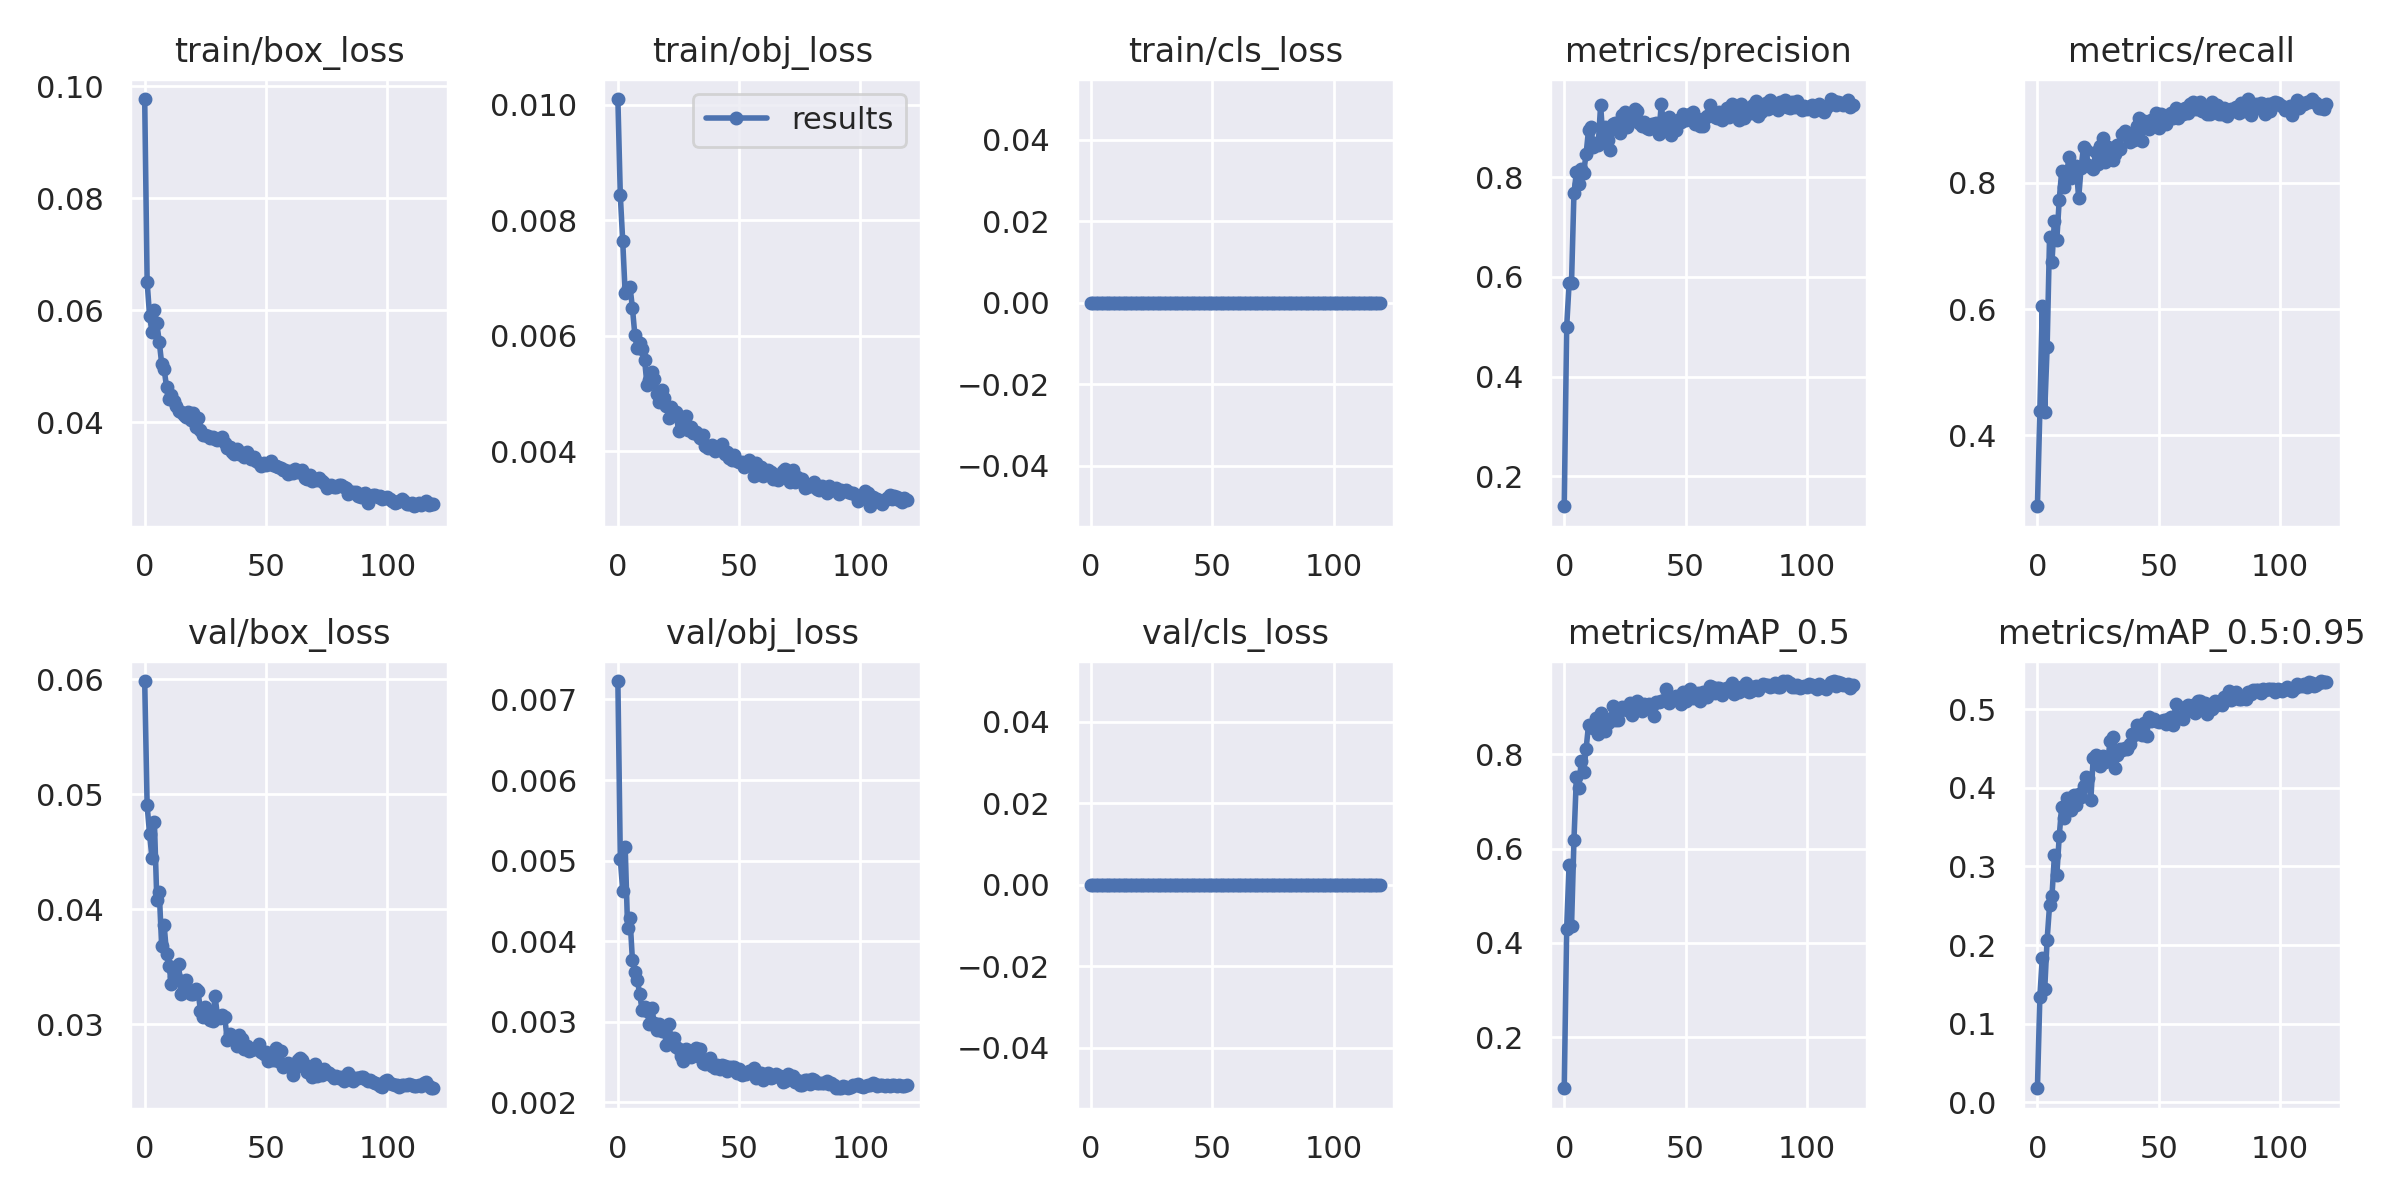 train/box_loss
0.10
0.08
0.06
0.04
0 50 100
train/obj_loss
results
0.010
0.008
0.006
0.004
0 50 100
train/cls_loss
0.04
0.02
0.00
−0.02
−0.04
0 50 100
metrics/precision
0.8
0.6
0.4
0.2
0 50 100
metrics/recall
0.8
0.6
0.4
0 50 100
val/box_loss
0.06
0.05
0.04
0.03
0 50 100
val/obj_loss
0.007
0.006
0.005
0.004
0.003
0.002
0 50 100
val/cls_loss
0.04
0.02
0.00
−0.02
−0.04
0 50 100
metrics/mAP_0.5
0.8
0.6
0.4
0.2
0 50 100
metrics/mAP_0.5:0.95
0.5
0.4
0.3
0.2
0.1
0.0
0 50 100